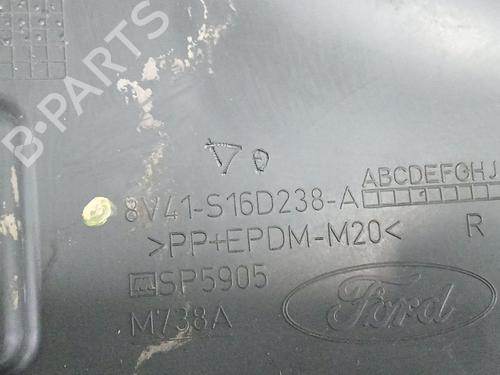 B-PARTS
ABCDEFGHJ
8V41-S16D238-A
>PP+EPDM-M20<
R
SP5905
Ford
M738A